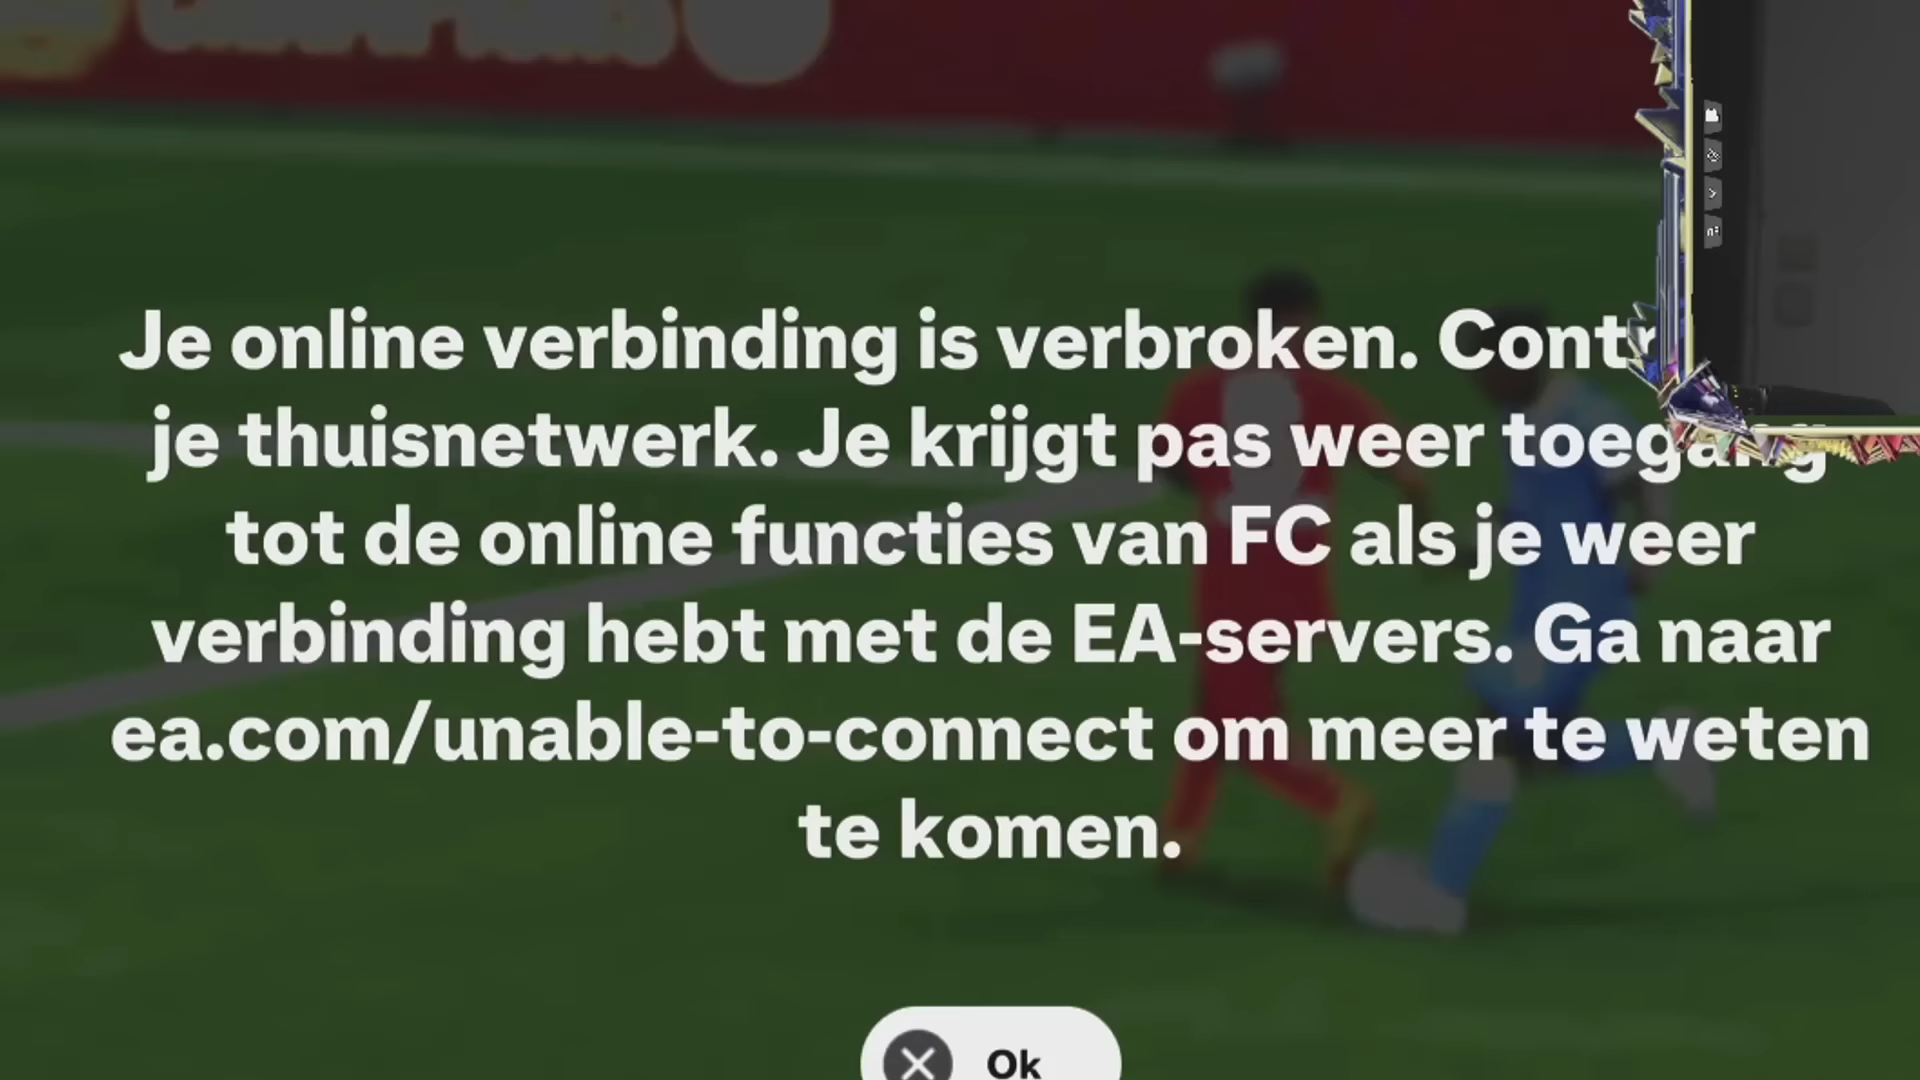 Je online verbinding is verbroken.
je thuisnetwerk. Je krijgt pas weer toegang
tot de online functies van FC als je weer
verbinding hebt met de EA-servers. Ga naar
ea.com/unable-to-connect om meer te weten
te komen.
Ok